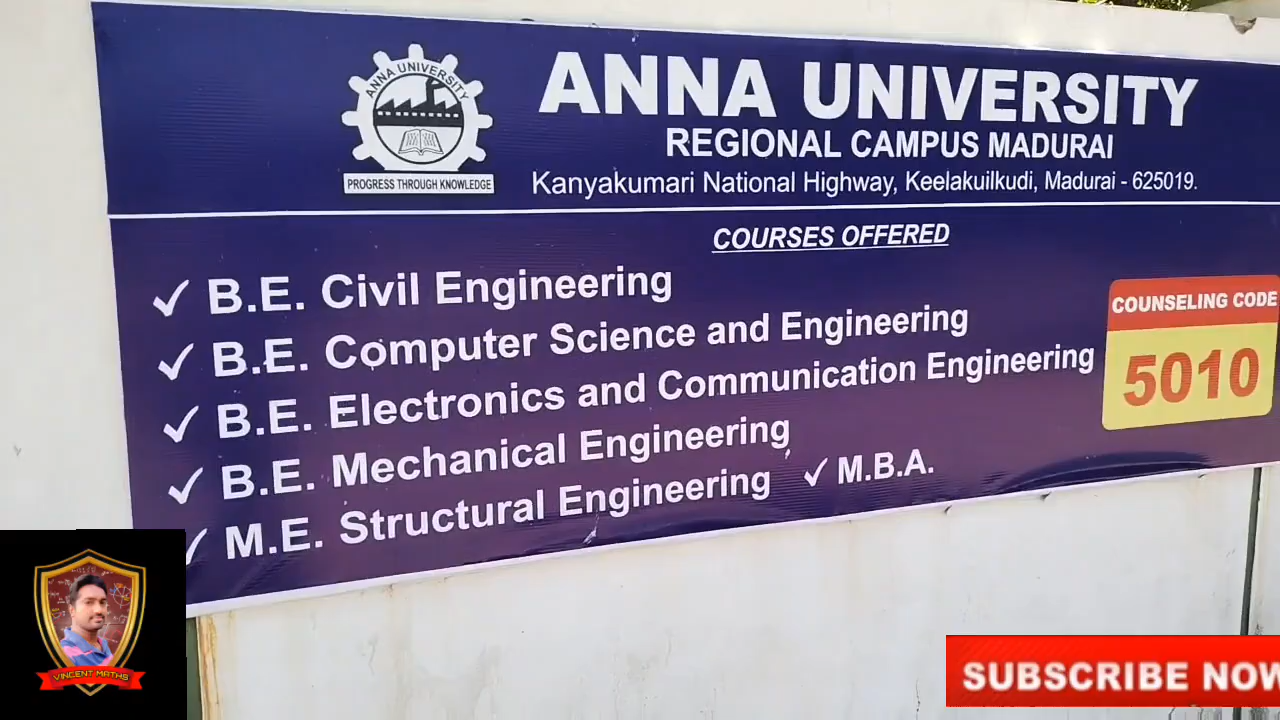 ANNA UNIVERSITY
PROGRESS THROUGH KNOWLEDGE
ANNA UNIVERSITY
REGIONAL CAMPUS MADURAI
Kanyakumari National Highway, Keelakuilkudi, Madurai - 625019.
COURSES OFFERED
✓ B.E. Civil Engineering
✓ B.E. Computer Science and Engineering
✓ B.E. Electronics and Communication Engineering
✓ B.E. Mechanical Engineering
✓ M.E. Structural Engineering ✓ M.B.A.
COUNSELING CODE
5010
VINCENT MATHS
SUBSCRIBE NOW